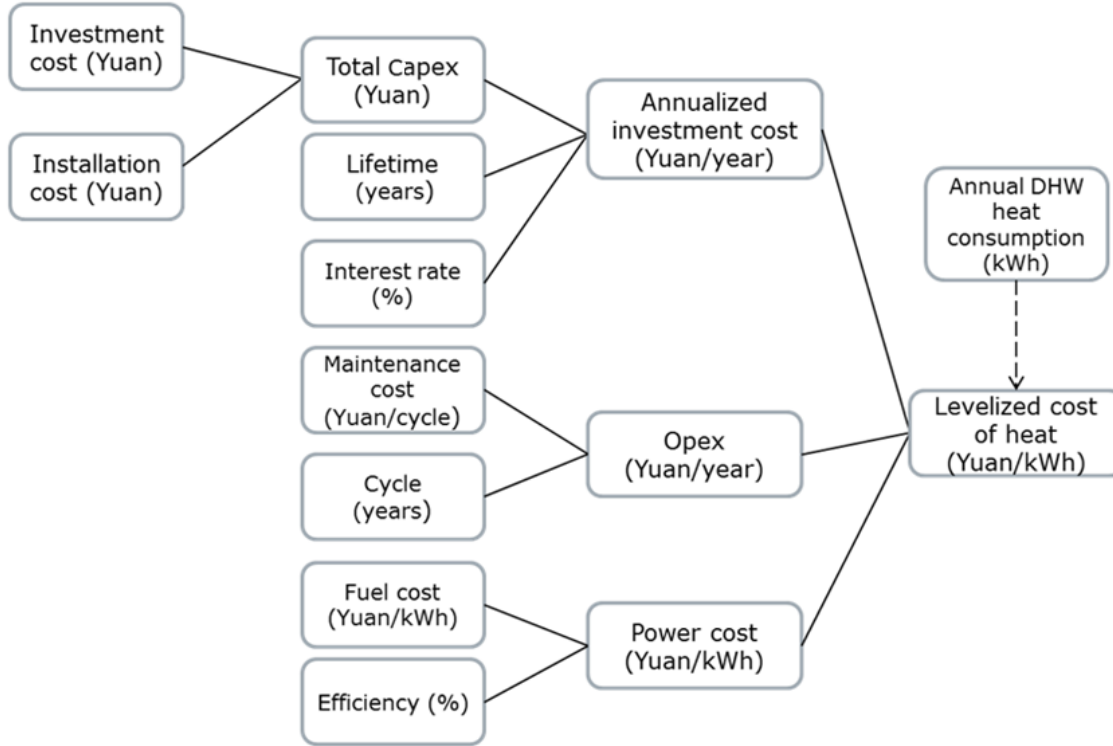 Investment
cost (Yuan)
Installation
cost (Yuan)
Total Capex
(Yuan)
Lifetime
(years)
Interest rate
(%)
Maintenance
cost
(Yuan/cycle)
Cycle
(years)
Fuel cost
(Yuan/kWh)
Efficiency (%)
Annualized
investment cost
(Yuan/year)
Opex
(Yuan/year)
Power cost
(Yuan/kWh)
Annual DHW
heat
consumption
(kWh)
Levelized cost
of heat
(Yuan/kWh)